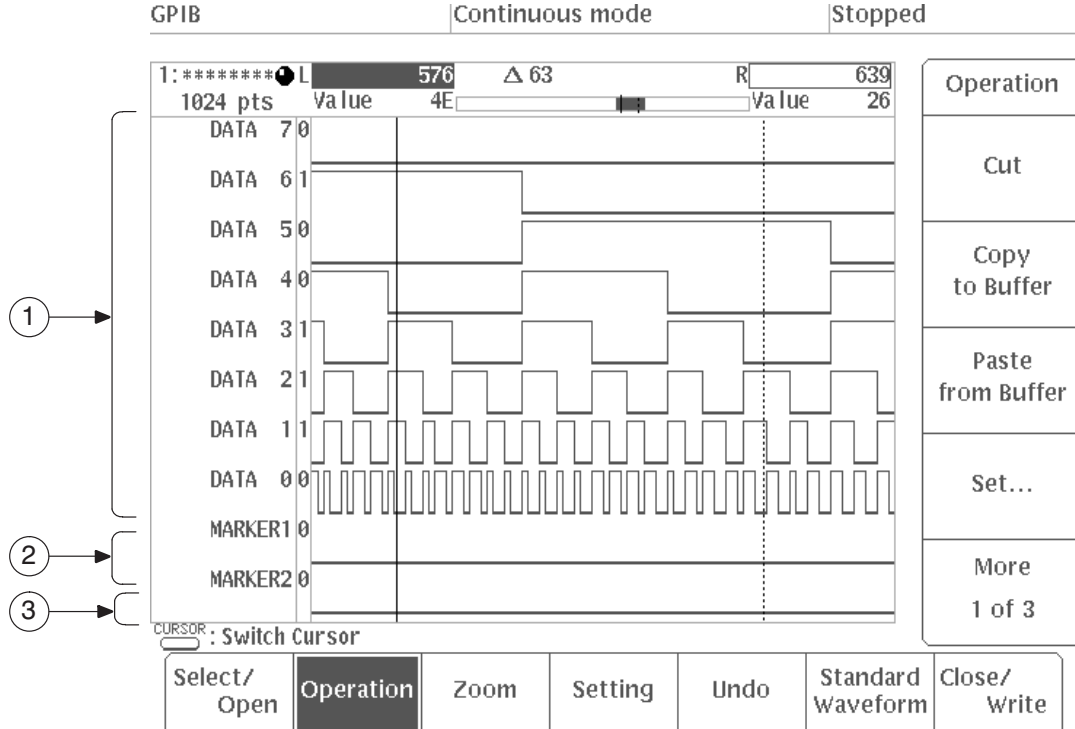 GPIB Continuous mode Stopped
1:******** L 576 Δ 63 R 639
1024 pts Value 4E Value 26
DATA 7 0
DATA 6 1
DATA 5 0
DATA 4 0
DATA 3 1
DATA 2 1
DATA 1 1
DATA 0 0
MARKER1 0
MARKER2 0
1
2
3
CURSOR : Switch Cursor
Operation
Cut
Copy
to Buffer
Paste
from Buffer
Set...
More
1 of 3
Select/
Open
Operation
Zoom
Setting
Undo
Standard
Waveform
Close/
Write